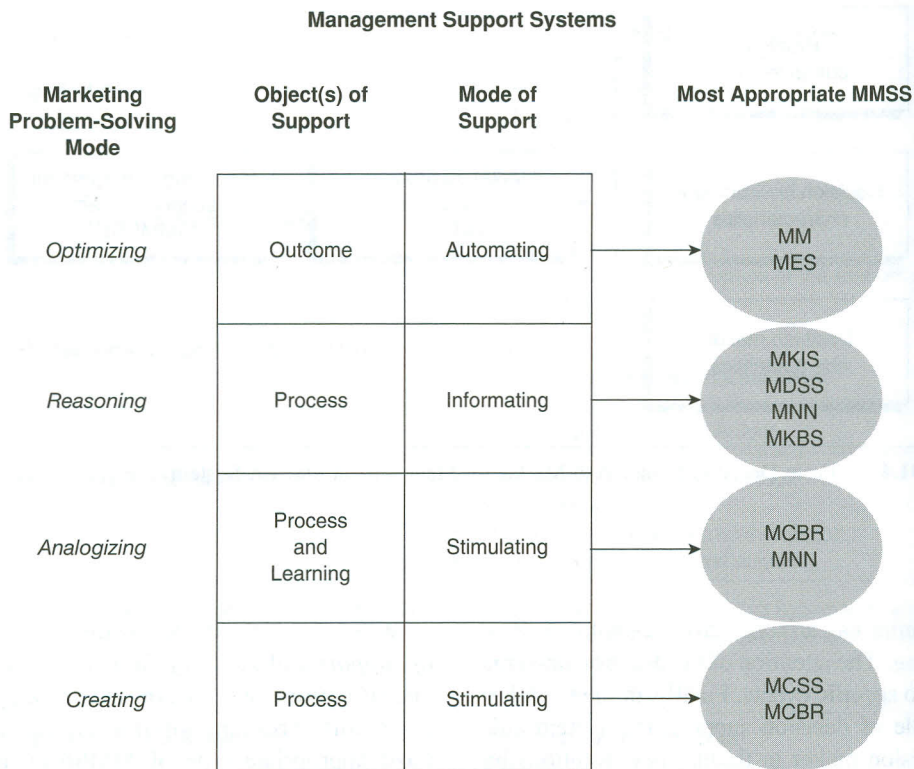 Management Support Systems
Marketing
Problem-Solving
Mode
Object(s) of
Support
Mode of
Support
Most Appropriate MMSS
Optimizing
Outcome
Automating
MM
MES
Reasoning
Process
Informating
MKIS
MDSS
MNN
MKBS
Analogizing
Process
and
Learning
Stimulating
MCBR
MNN
Creating
Process
Stimulating
MCSS
MCBR